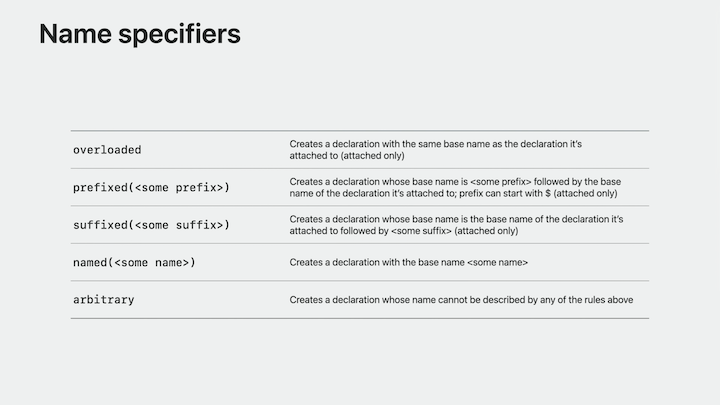 Name specifiers
overloaded
Creates a declaration with the same base name as the declaration it’s
attached to (attached only)
prefixed(<some prefix>)
Creates a declaration whose base name is <some prefix> followed by the base
name of the declaration it’s attached to; prefix can start with $ (attached only)
suffixed(<some suffix>)
Creates a declaration whose base name is the base name of the declaration it’s
attached to followed by <some suffix> (attached only)
named(<some name>)
Creates a declaration with the base name <some name>
arbitrary
Creates a declaration whose name cannot be described by any of the rules above